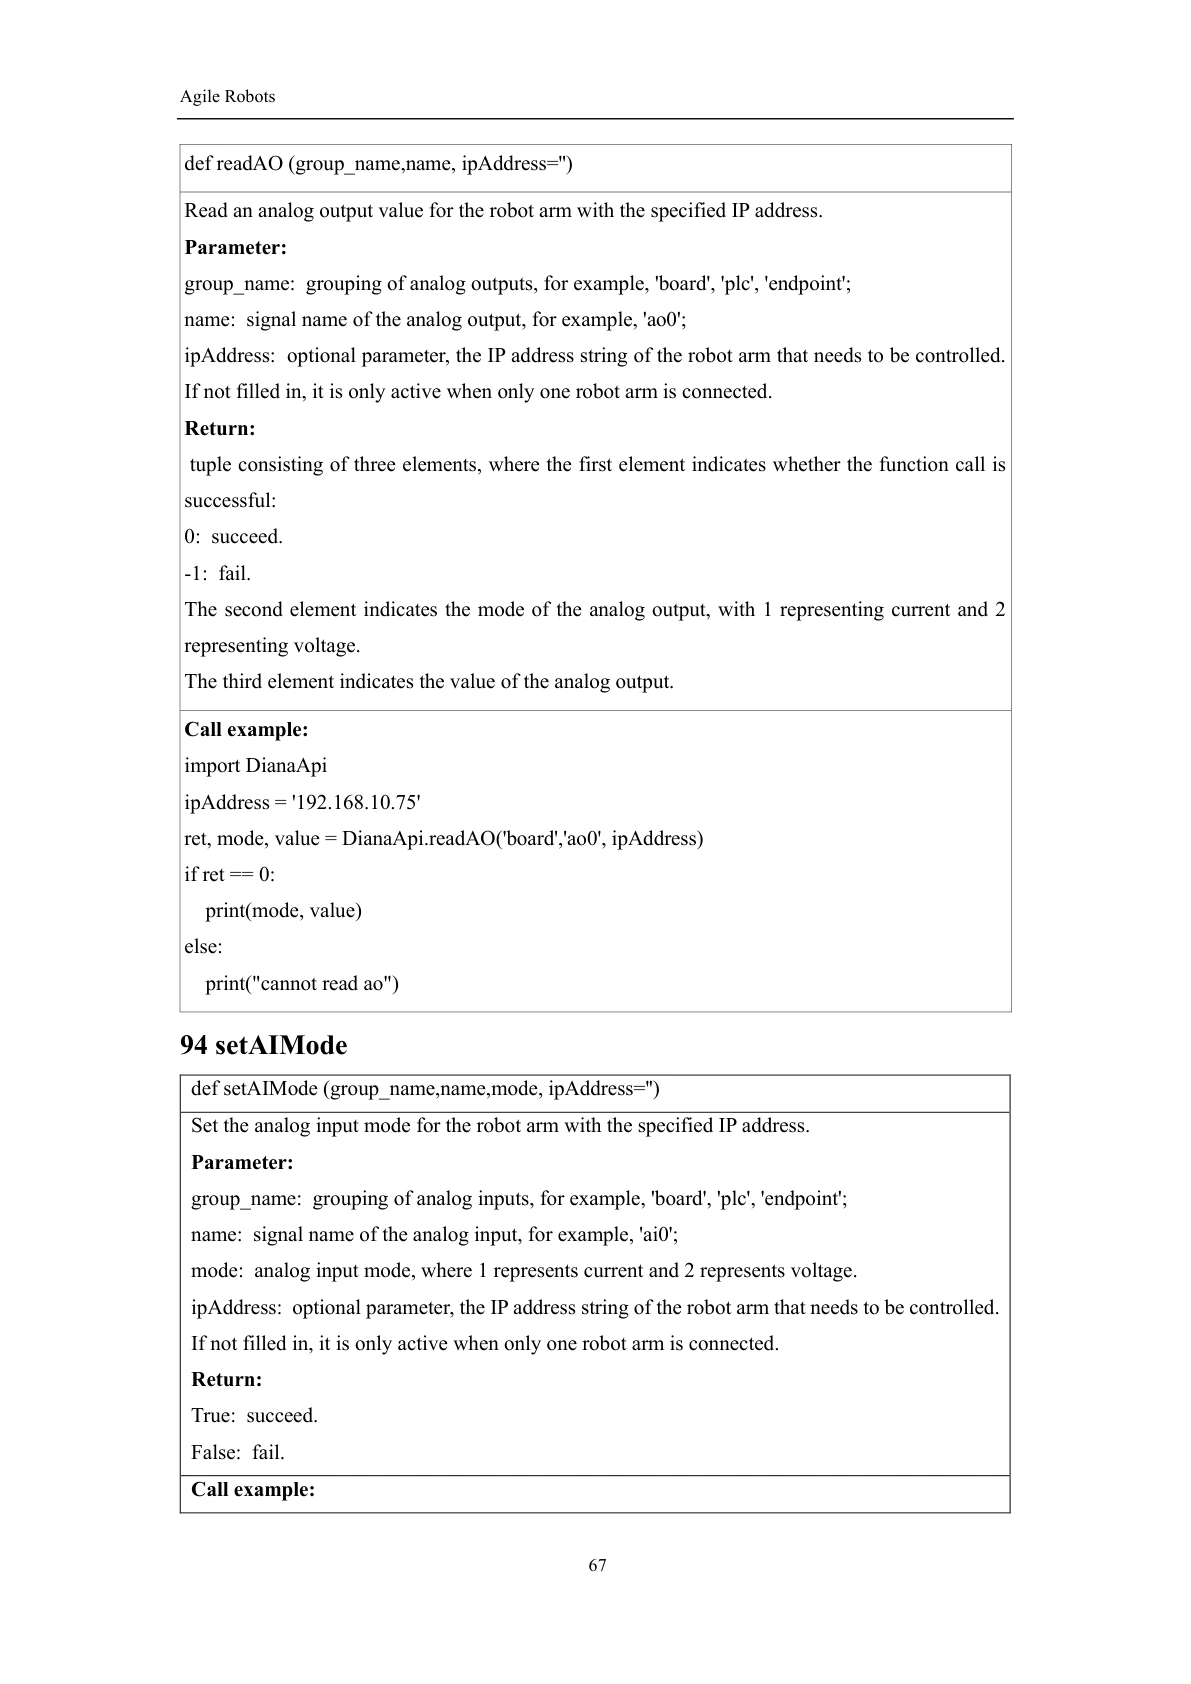 Agile Robots
def readAO (group_name,name, ipAddress='')
Read an analog output value for the robot arm with the specified IP address.
Parameter:
group_name:  grouping of analog outputs, for example, 'board', 'plc', 'endpoint';
name:  signal name of the analog output, for example, 'ao0';
ipAddress:  optional parameter, the IP address string of the robot arm that needs to be controlled.
If not filled in, it is only active when only one robot arm is connected.
Return:
tuple consisting of three elements, where the first element indicates whether the function call is
successful:
0:  succeed.
-1:  fail.
The second element indicates the mode of the analog output, with 1 representing current and 2
representing voltage.
The third element indicates the value of the analog output.
Call example:
import DianaApi
ipAddress = '192.168.10.75'
ret, mode, value = DianaApi.readAO('board','ao0', ipAddress)
if ret == 0:
    print(mode, value)
else:
    print("cannot read ao")
94 setAIMode
def setAIMode (group_name,name,mode, ipAddress='')
Set the analog input mode for the robot arm with the specified IP address.
Parameter:
group_name:  grouping of analog inputs, for example, 'board', 'plc', 'endpoint';
name:  signal name of the analog input, for example, 'ai0';
mode:  analog input mode, where 1 represents current and 2 represents voltage.
ipAddress:  optional parameter, the IP address string of the robot arm that needs to be controlled.
If not filled in, it is only active when only one robot arm is connected.
Return:
True:  succeed.
False:  fail.
Call example:
67